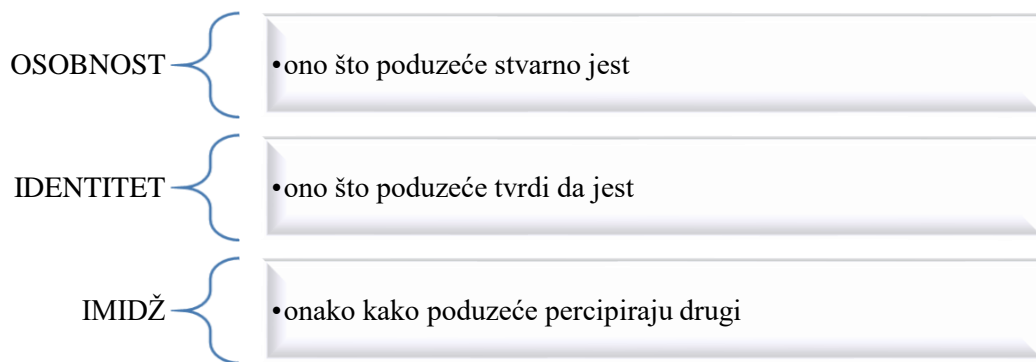 OSOBNOST
•ono što poduzeće stvarno jest
IDENTITET
•ono što poduzeće tvrdi da jest
IMIDŽ
•onako kako poduzeće percipiraju drugi